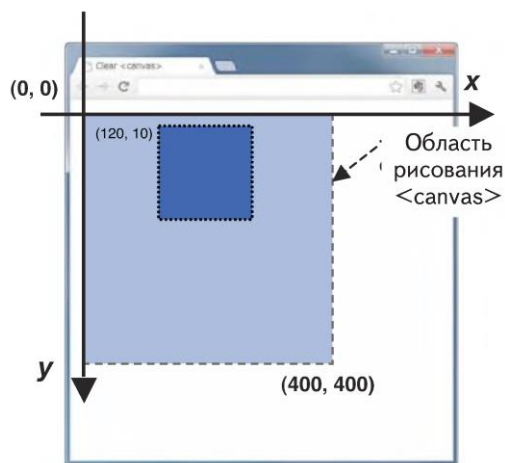 Clear <canvas>
(0, 0)
x
(120, 10)
Область
рисования
<canvas>
y
(400, 400)